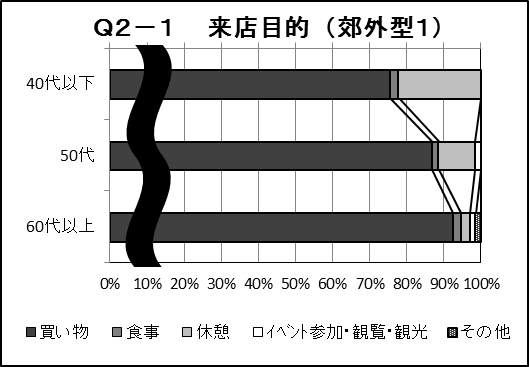 Q2－1　来店目的（郊外型1）
40代以下
50代
60代以上
0% 10% 20% 30% 40% 50% 60% 70% 80% 90% 100%
買い物 食事 休憩 イベント参加・観覧・観光 その他